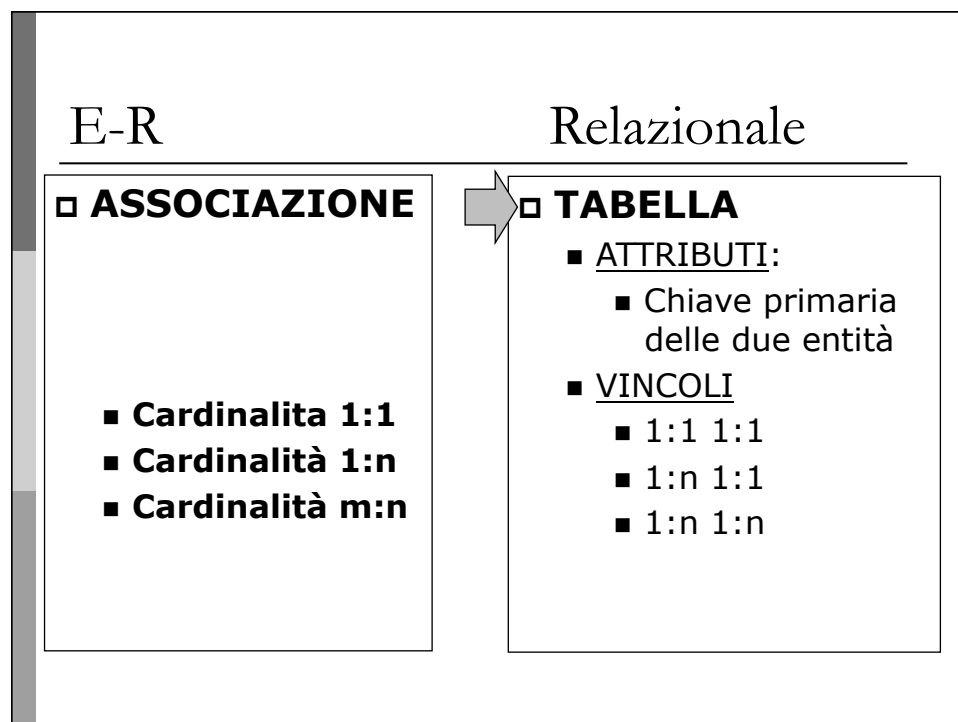 E-R
Relazionale
ASSOCIAZIONE
Cardinalita 1:1
Cardinalità 1:n
Cardinalità m:n
TABELLA
ATTRIBUTI:
Chiave primaria
delle due entità
VINCOLI
1:1 1:1
1:n 1:1
1:n 1:n